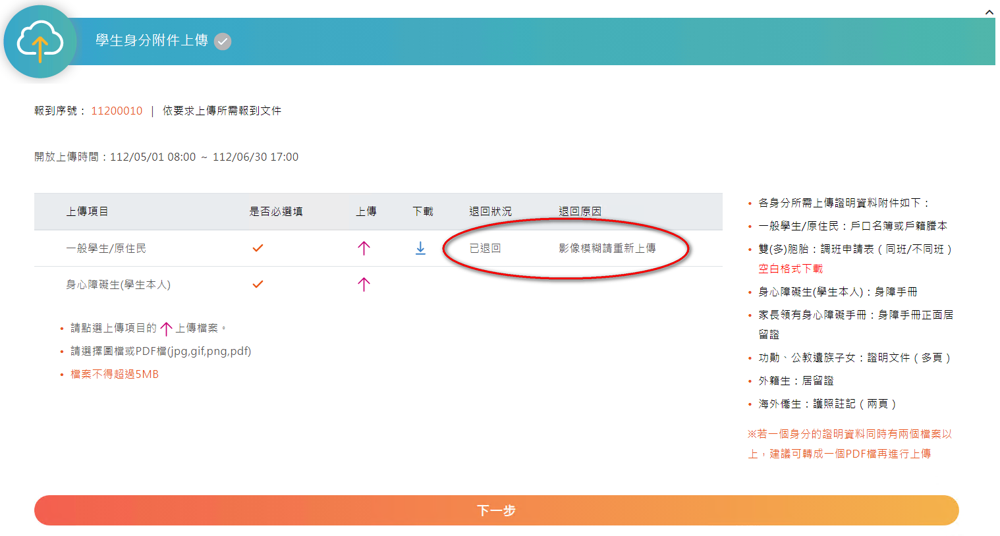 學生身分附件上傳
報到序號： 11200010 ｜ 依要求上傳所需報到文件
開放上傳時間：112/05/01 08:00 ~ 112/06/30 17:00
上傳項目 是否必選填 上傳 下載 退回狀況 退回原因
一般學生/原住民 已退回 影像模糊請重新上傳
身心障礙生(學生本人)
請點選上傳項目的 上傳檔案。
請選擇圖檔或PDF檔(jpg,gif,png,pdf)
檔案不得超過5MB
各身分所需上傳證明資料附件如下：
一般學生/原住民：戶口名簿或戶籍謄本
雙(多)胞胎：調班申請表（同班/不同班）
空白格式下載
身心障礙生(學生本人)：身障手冊
家長領有身心障礙手冊：身障手冊正面居
留證
功勛、公教遺族子女：證明文件（多頁）
外籍生：居留證
海外僑生：護照註記（兩頁）
※若一個身分的證明資料同時有兩個檔案以
上，建議可轉成一個PDF檔再進行上傳
下一步